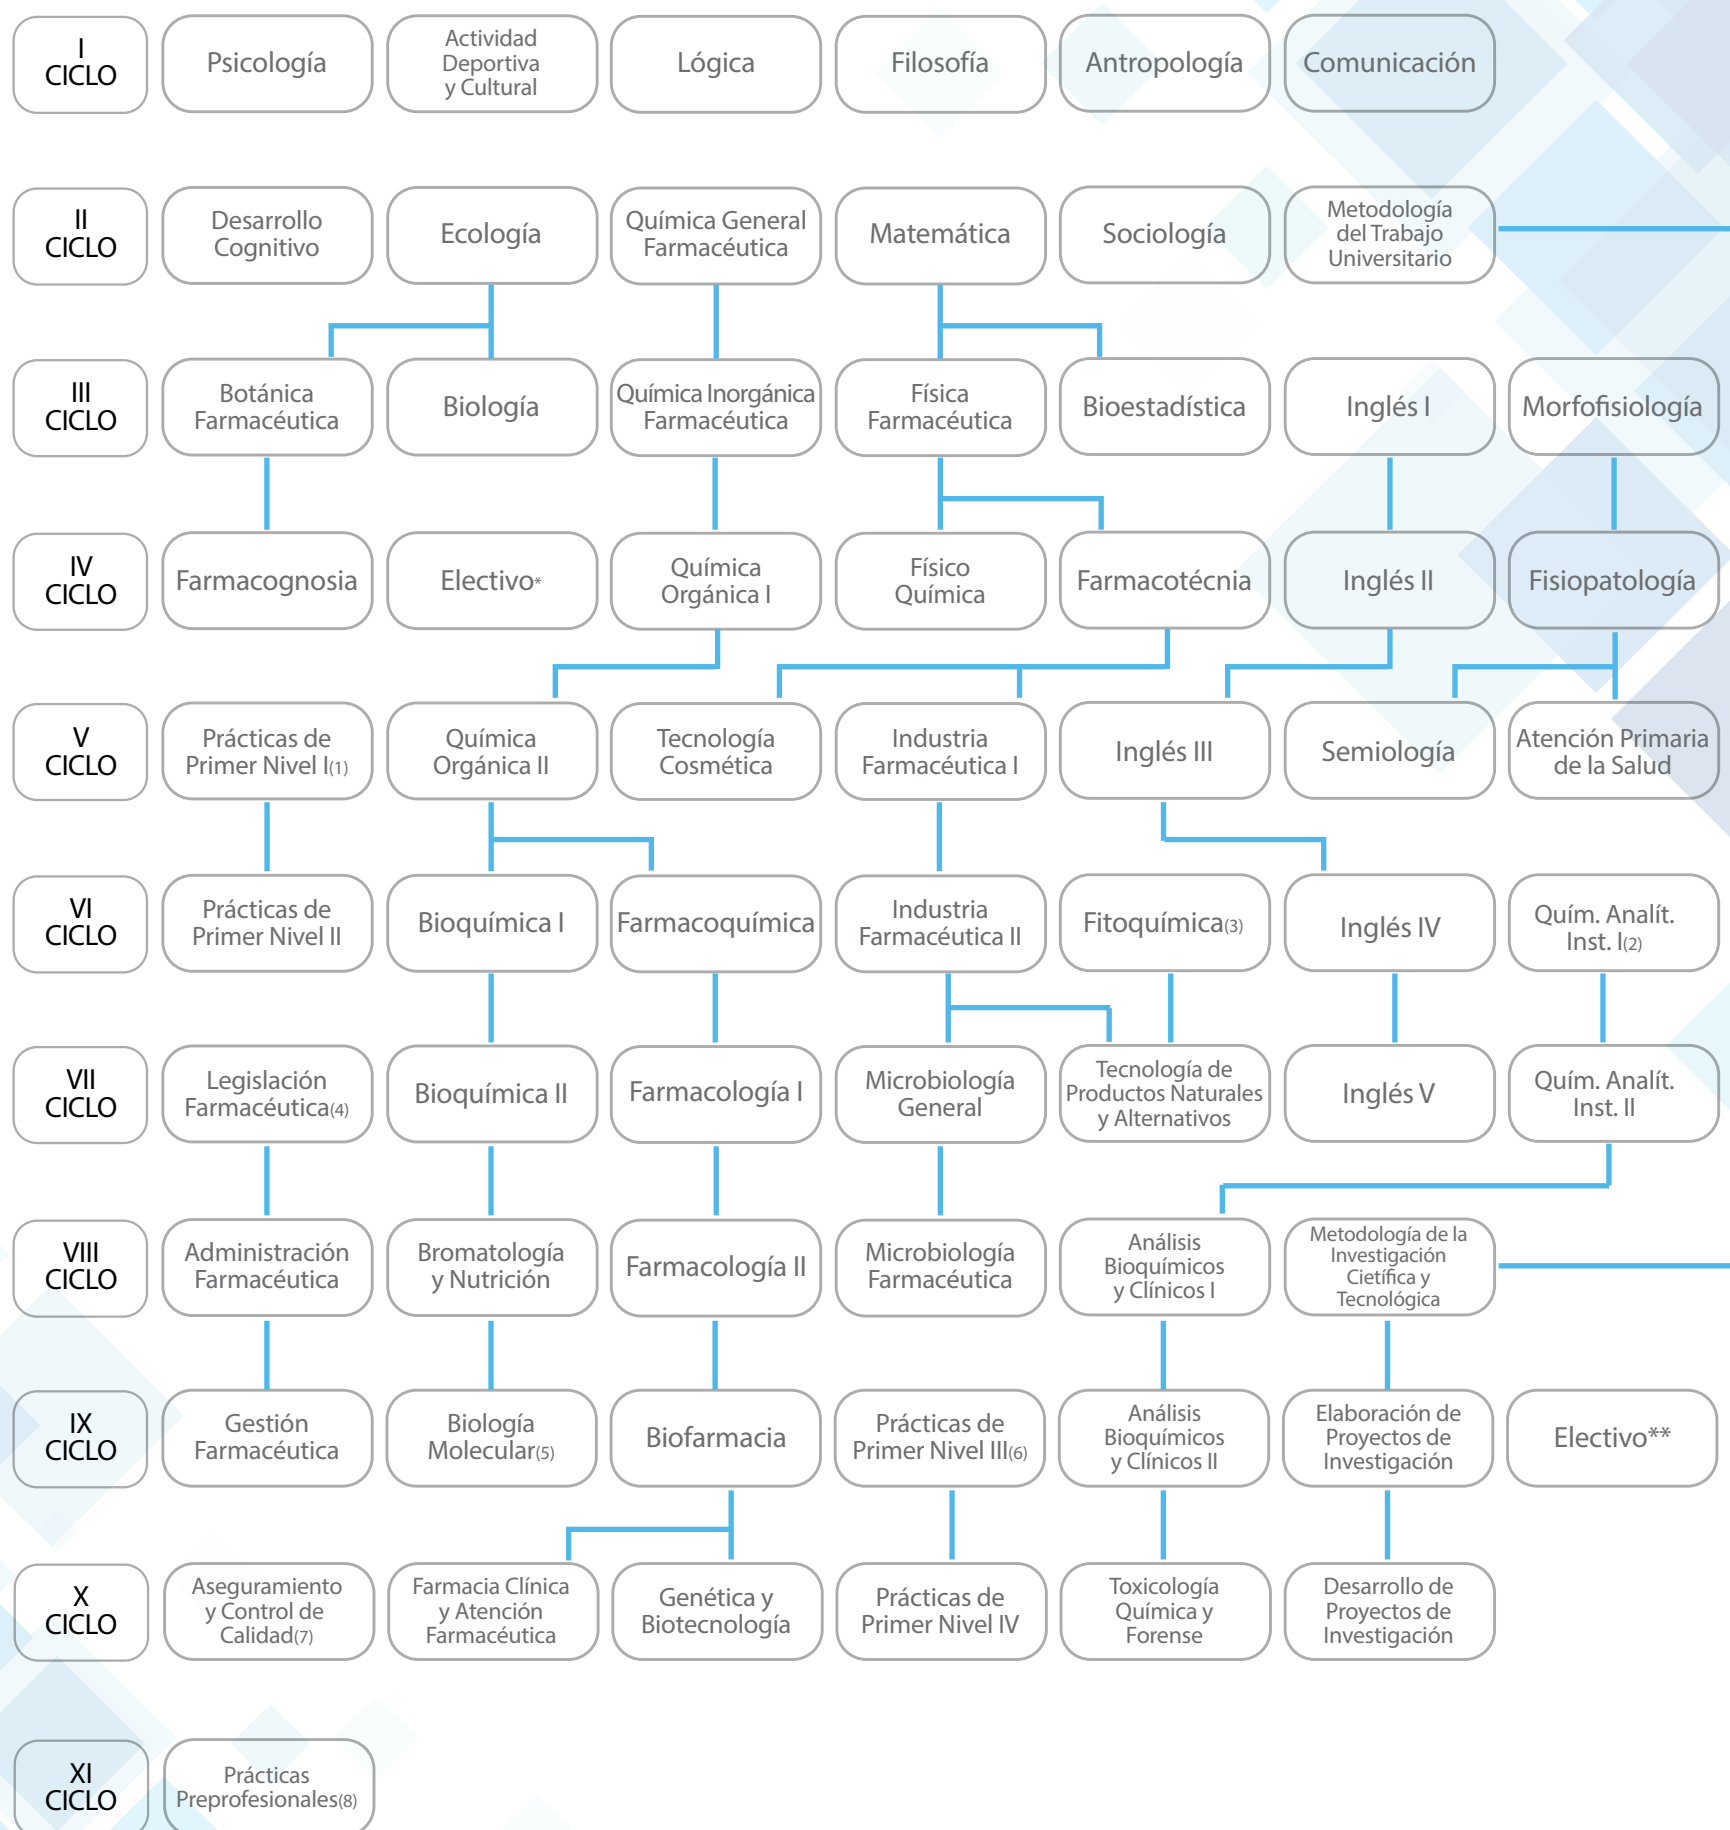 I
CICLO
Psicología
Actividad
Deportiva
y Cultural
Lógica
Filosofía
Antropología
Comunicación
II
CICLO
Desarrollo
Cognitivo
Ecología
Química General
Farmacéutica
Matemática
Sociología
Metodología
del Trabajo
Universitario
III
CICLO
Botánica
Farmacéutica
Biología
Química Inorgánica
Farmacéutica
Física
Farmacéutica
Bioestadística
Inglés I
Morfofisiología
IV
CICLO
Farmacognosia
Electivo*
Química
Orgánica I
Físico
Química
Farmacotécnia
Inglés II
Fisiopatología
V
CICLO
Prácticas de
Primer Nivel I(1)
Química
Orgánica II
Tecnología
Cosmética
Industria
Farmacéutica I
Inglés III
Semiología
Atención Primaria
de la Salud
VI
CICLO
Prácticas de
Primer Nivel II
Bioquímica I
Farmacoquímica
Industria
Farmacéutica II
Fitoquímica(3)
Inglés IV
Quím. Analít.
Inst. I(2)
VII
CICLO
Legislación
Farmacéutica(4)
Bioquímica II
Farmacología I
Microbiología
General
Tecnología de
Productos Naturales
y Alternativos
Inglés V
Quím. Analít.
Inst. II
VIII
CICLO
Administración
Farmacéutica
Bromatología
y Nutrición
Farmacología II
Microbiología
Farmacéutica
Análisis
Bioquímicos
y Clínicos I
Metodología de la
Investigación
Cietífica y
Tecnológica
IX
CICLO
Gestión
Farmacéutica
Biología
Molecular(5)
Biofarmacia
Prácticas de
Primer Nivel III(6)
Análisis
Bioquímicos
y Clínicos II
Elaboración de
Proyectos de
Investigación
Electivo**
X
CICLO
Aseguramiento
y Control de
Calidad(7)
Farmacia Clínica
y Atención
Farmacéutica
Genética y
Biotecnología
Prácticas de
Primer Nivel IV
Toxicología
Química y
Forense
Desarrollo de
Proyectos de
Investigación
XI
CICLO
Prácticas
Preprofesionales(8)